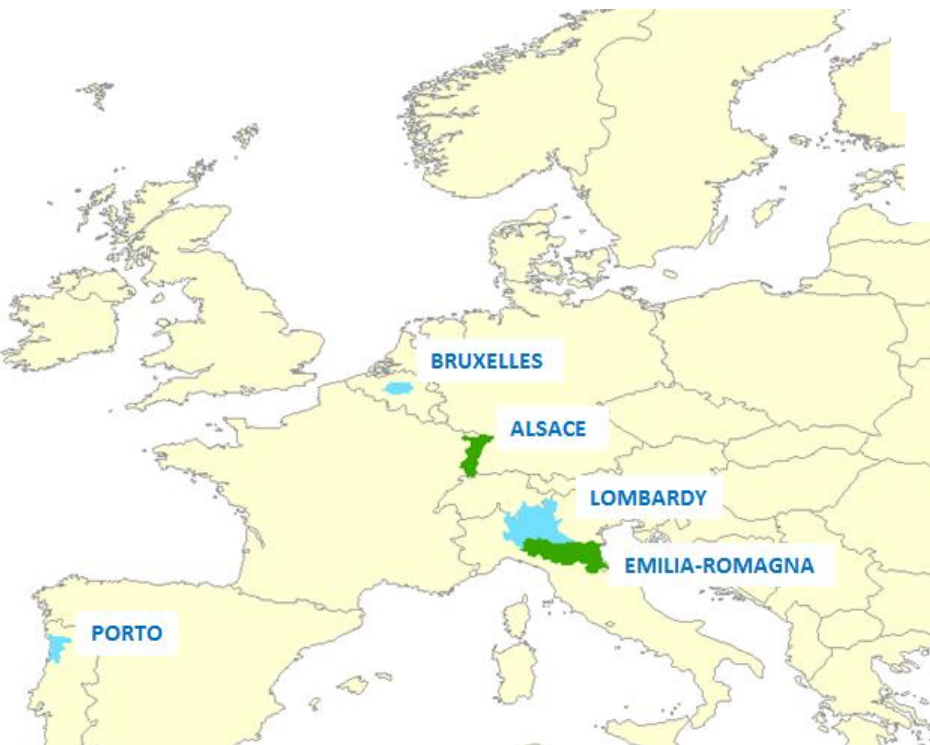 BRUXELLES
ALSACE
LOMBARDY
EMILIA-ROMAGNA
PORTO